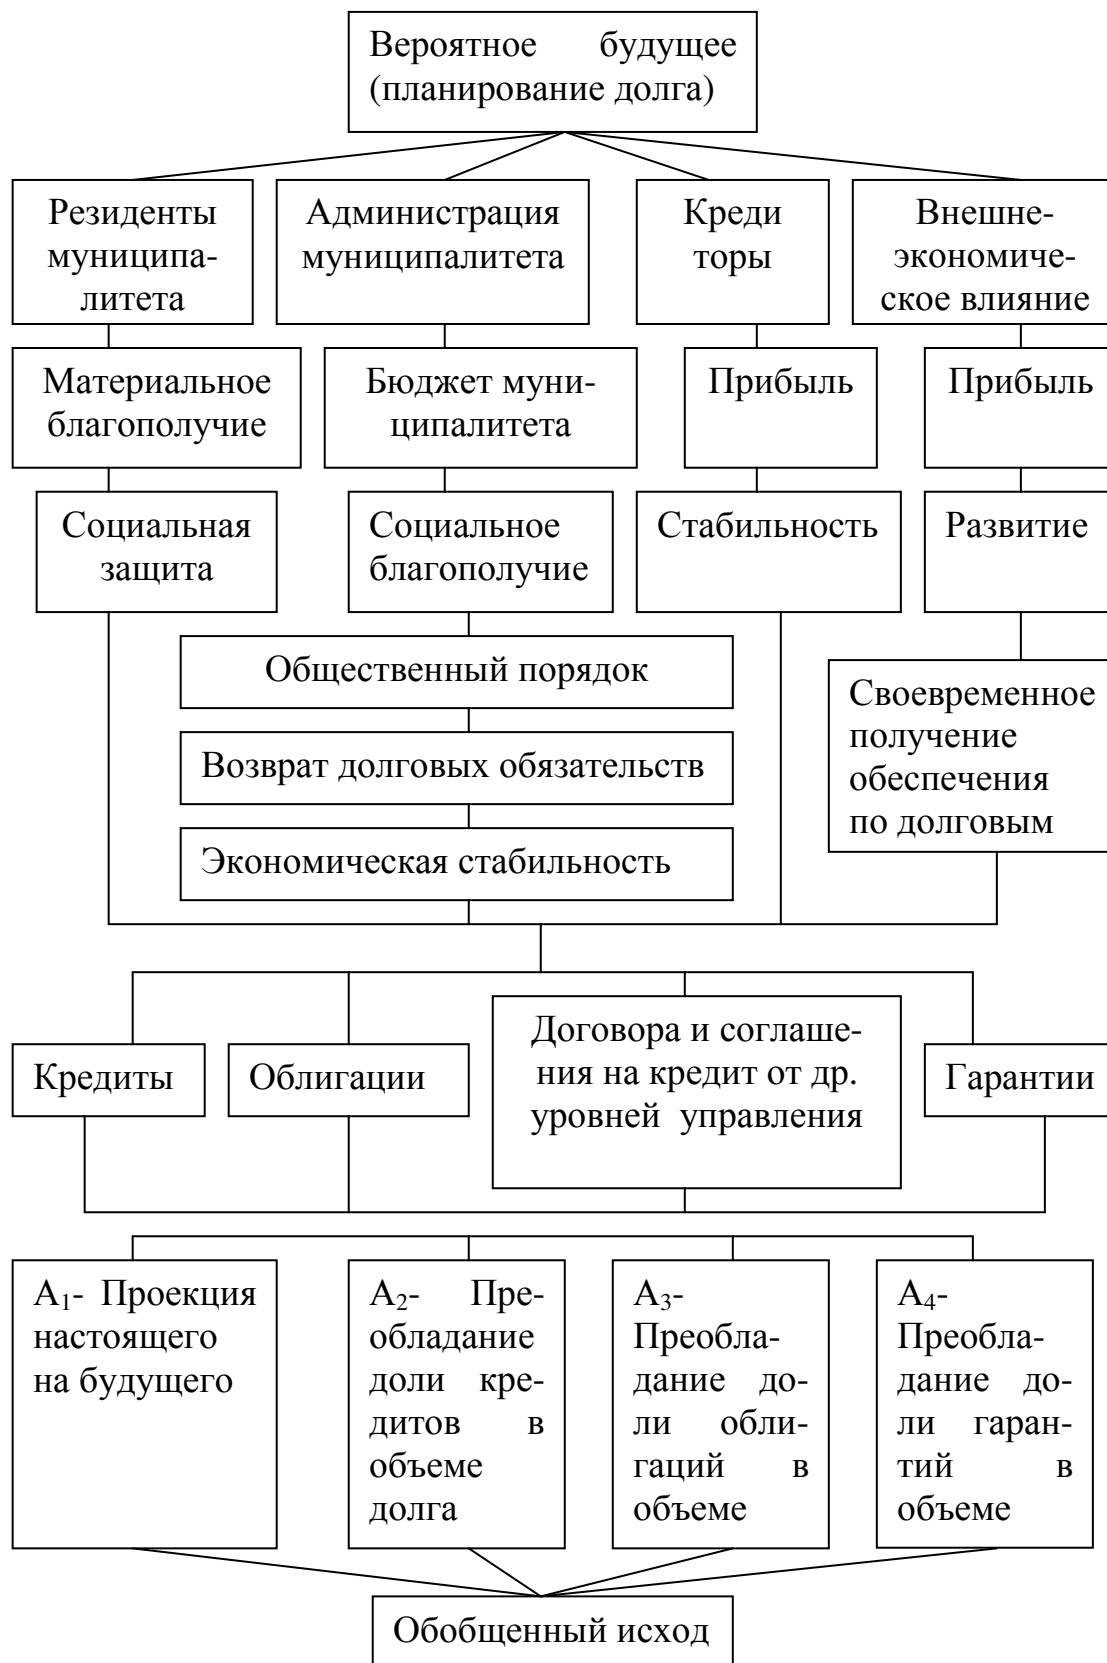 Вероятное будущее
(планирование долга)
Резиденты
муниципа-
литета
Администрация
муниципалитета
Креди
торы
Внешне-
экономиче-
ское влияние
Материальное
благополучие
Бюджет муни-
ципалитета
Прибыль
Прибыль
Социальная
защита
Социальное
благополучие
Стабильность
Развитие
Общественный порядок
Своевременное
получение
обеспечения
по долговым
Возврат долговых обязательств
Экономическая стабильность
Кредиты
Облигации
Договора и соглаше-
ния на кредит от др.
уровней управления
Гарантии
А₁- Проекция
настоящего
на будущего
А₂- Пре-
обладание
доли кре-
дитов в
объеме
долга
А₃-
Преобла-
дание до-
ли обли-
гаций в
объеме
А₄-
Преобла-
дание до-
ли гаран-
тий в
объеме
Обобщенный исход